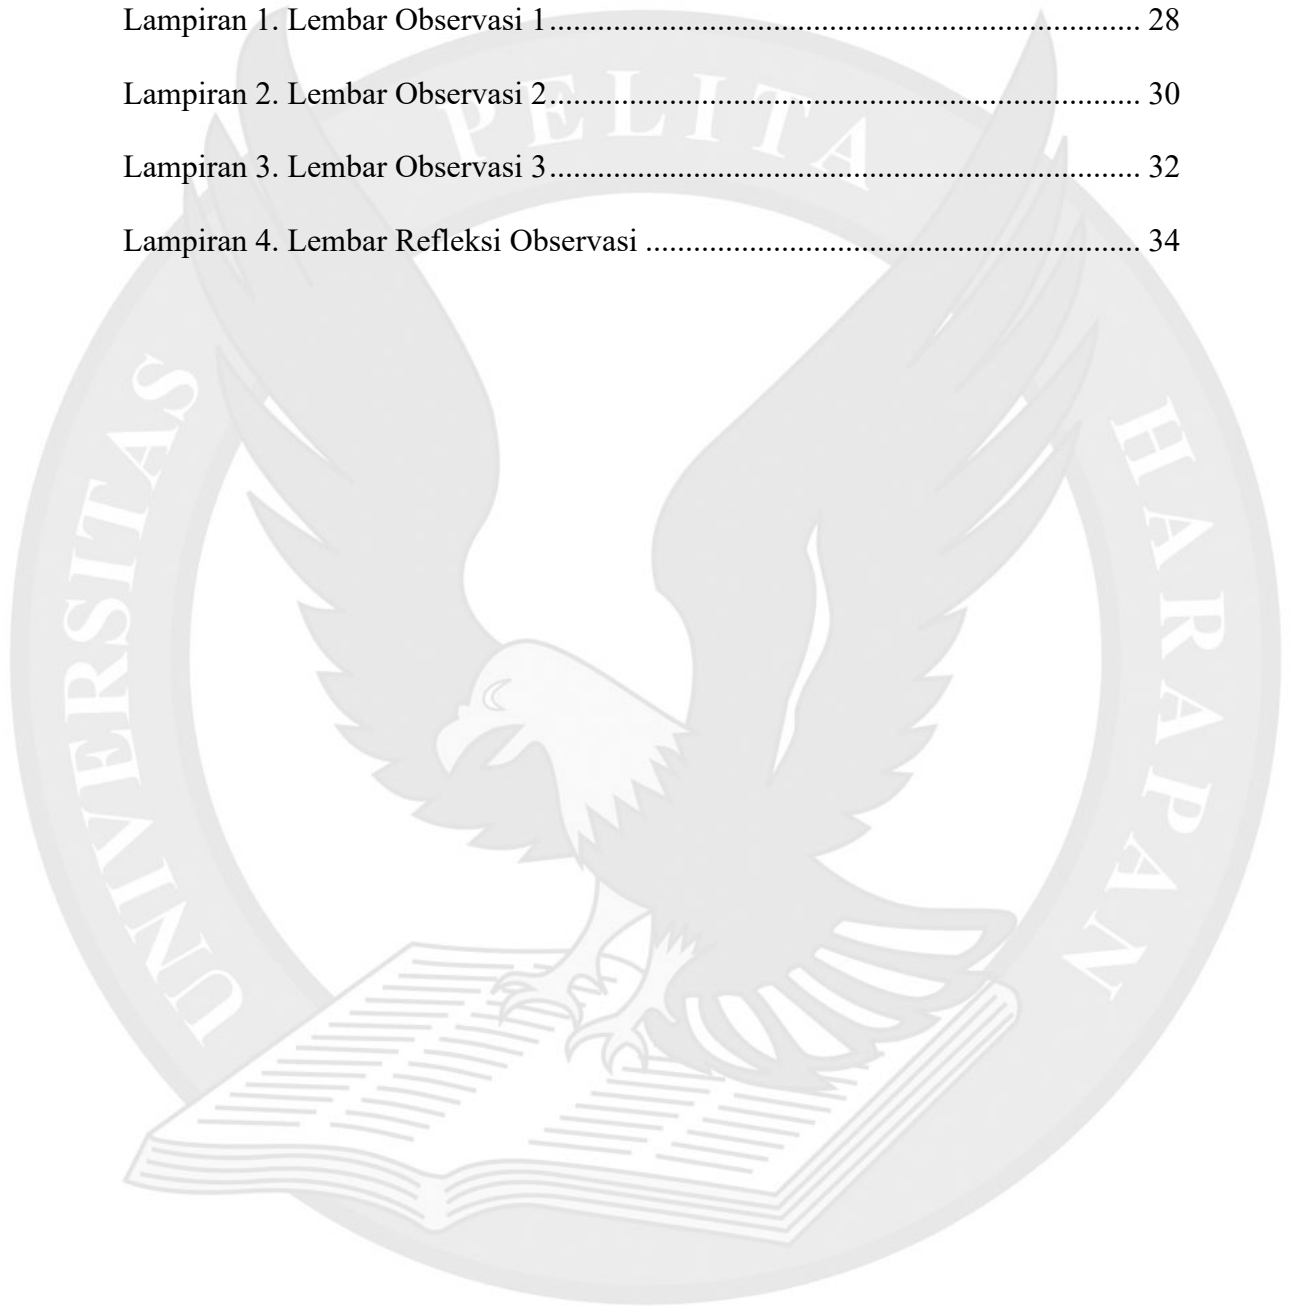 Lampiran 1. Lembar Observasi 1.......................................................................... 28
Lampiran 2. Lembar Observasi 2.......................................................................... 30
Lampiran 3. Lembar Observasi 3.......................................................................... 32
Lampiran 4. Lembar Refleksi Observasi .............................................................. 34
UNIVERSITAS PELITA HARAPAN